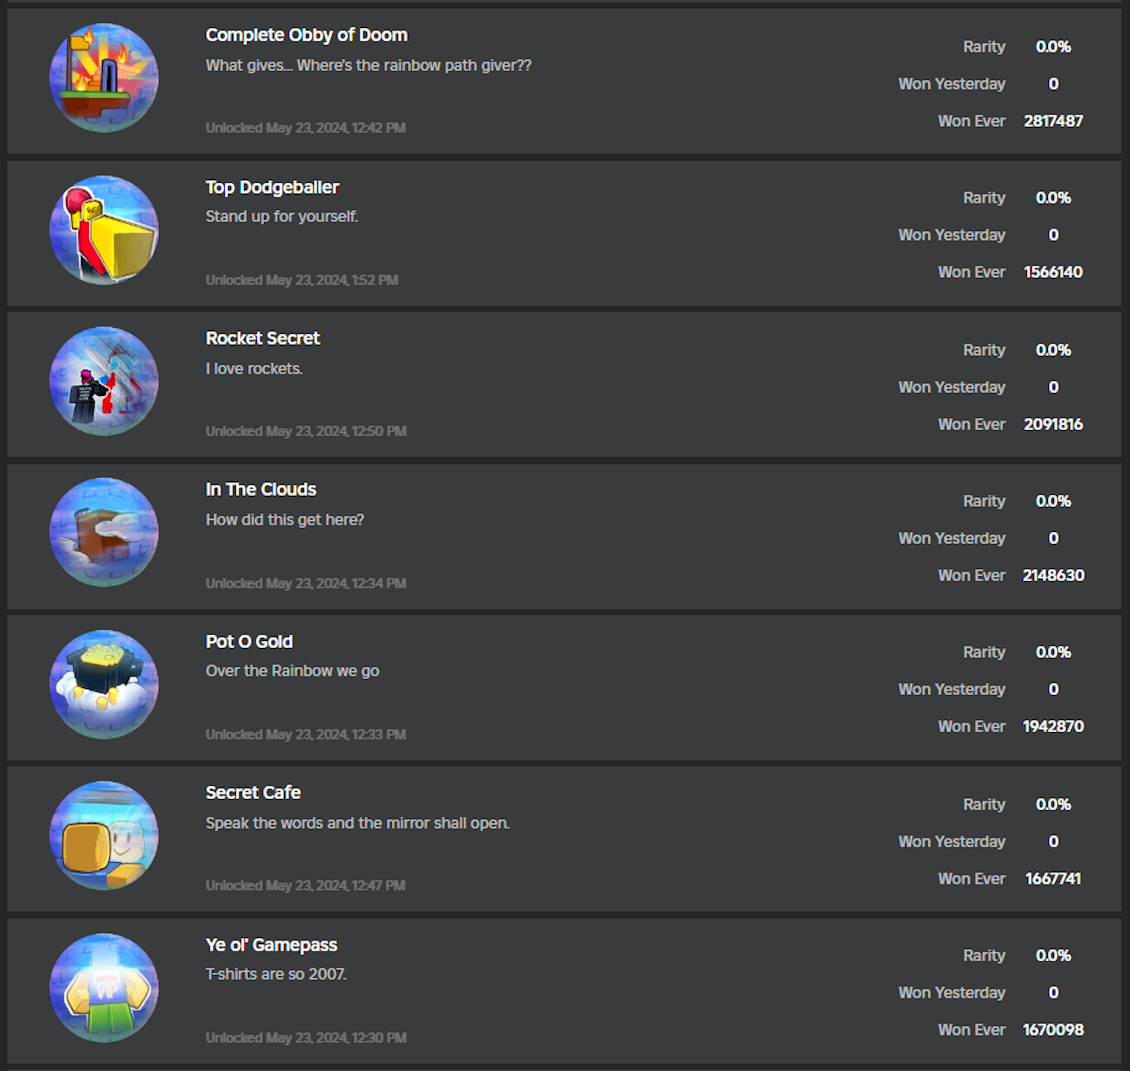 Complete Obby of Doom
What gives... Where's the rainbow path giver??
Unlocked May 23, 2024, 12:42 PM
Rarity 0.0%
Won Yesterday 0
Won Ever 2817487
Top Dodgeballer
Stand up for yourself.
Unlocked May 23, 2024, 1:52 PM
Rarity 0.0%
Won Yesterday 0
Won Ever 1566140
Rocket Secret
I love rockets.
Unlocked May 23, 2024, 12:50 PM
Rarity 0.0%
Won Yesterday 0
Won Ever 2091816
In The Clouds
How did this get here?
Unlocked May 23, 2024, 12:34 PM
Rarity 0.0%
Won Yesterday 0
Won Ever 2148630
Pot O Gold
Over the Rainbow we go
Unlocked May 23, 2024, 12:33 PM
Rarity 0.0%
Won Yesterday 0
Won Ever 1942870
Secret Cafe
Speak the words and the mirror shall open.
Unlocked May 23, 2024, 12:47 PM
Rarity 0.0%
Won Yesterday 0
Won Ever 1667741
Ye ol' Gamepass
T-shirts are so 2007.
Unlocked May 23, 2024, 12:30 PM
VIP
Rarity 0.0%
Won Yesterday 0
Won Ever 1670098